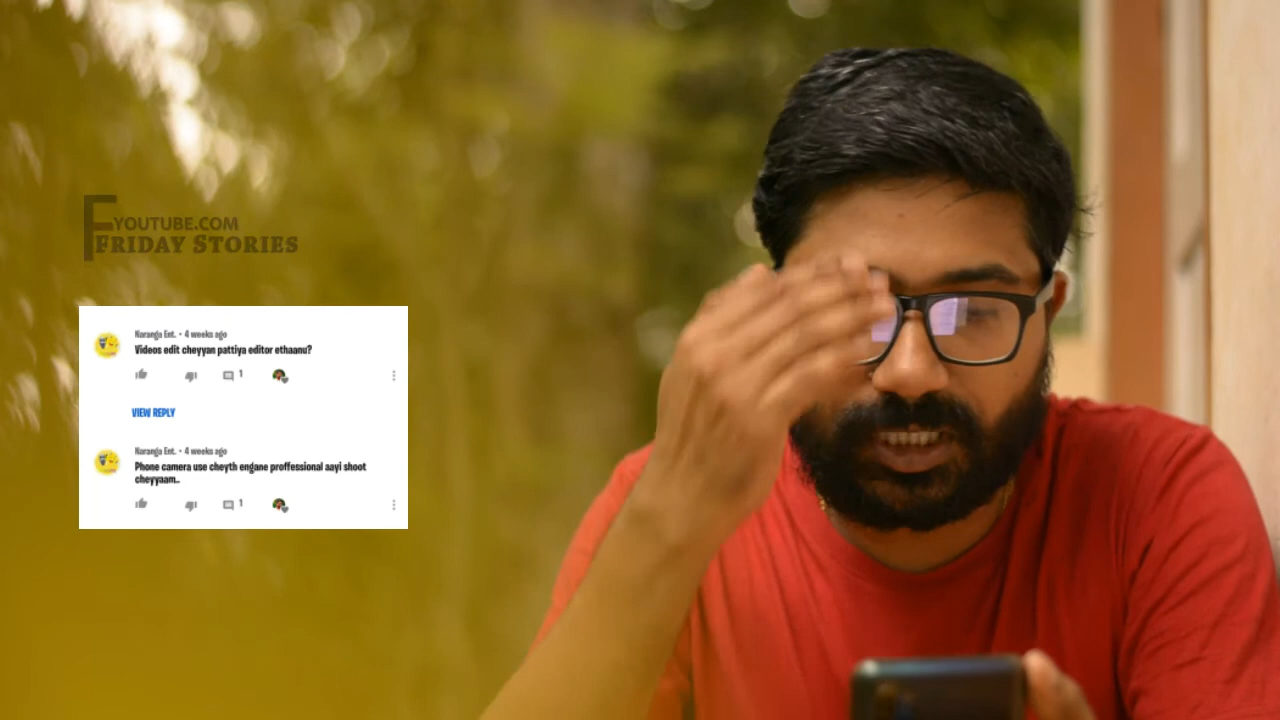 YOUTUBE.COM
FRIDAY STORIES
Naranga Ent. • 4 weeks ago
Videos edit cheyyan pattiya editor ethaanu?
1
VIEW REPLY
Naranga Ent. • 4 weeks ago
Phone camera use cheyth engane proffessional aayi shoot
cheyyaam..
1